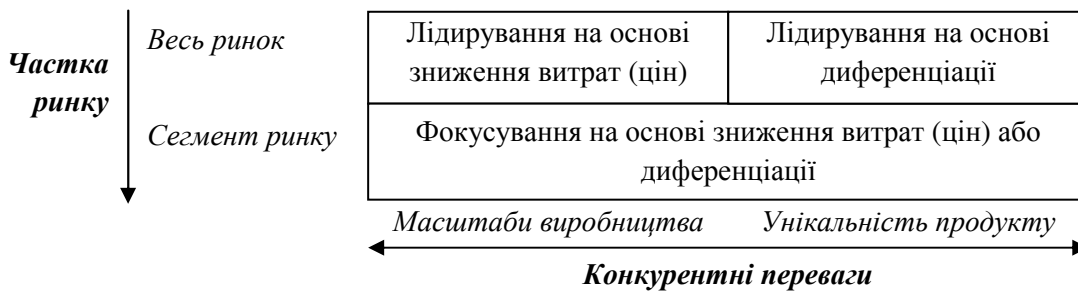 Частка
ринку
Весь ринок
Лідирування на основі
зниження витрат (цін)
Лідирування на основі
диференціації
Сегмент ринку
Фокусування на основі зниження витрат (цін) або
диференціації
Масштаби виробництва
Унікальність продукту
Конкурентні переваги